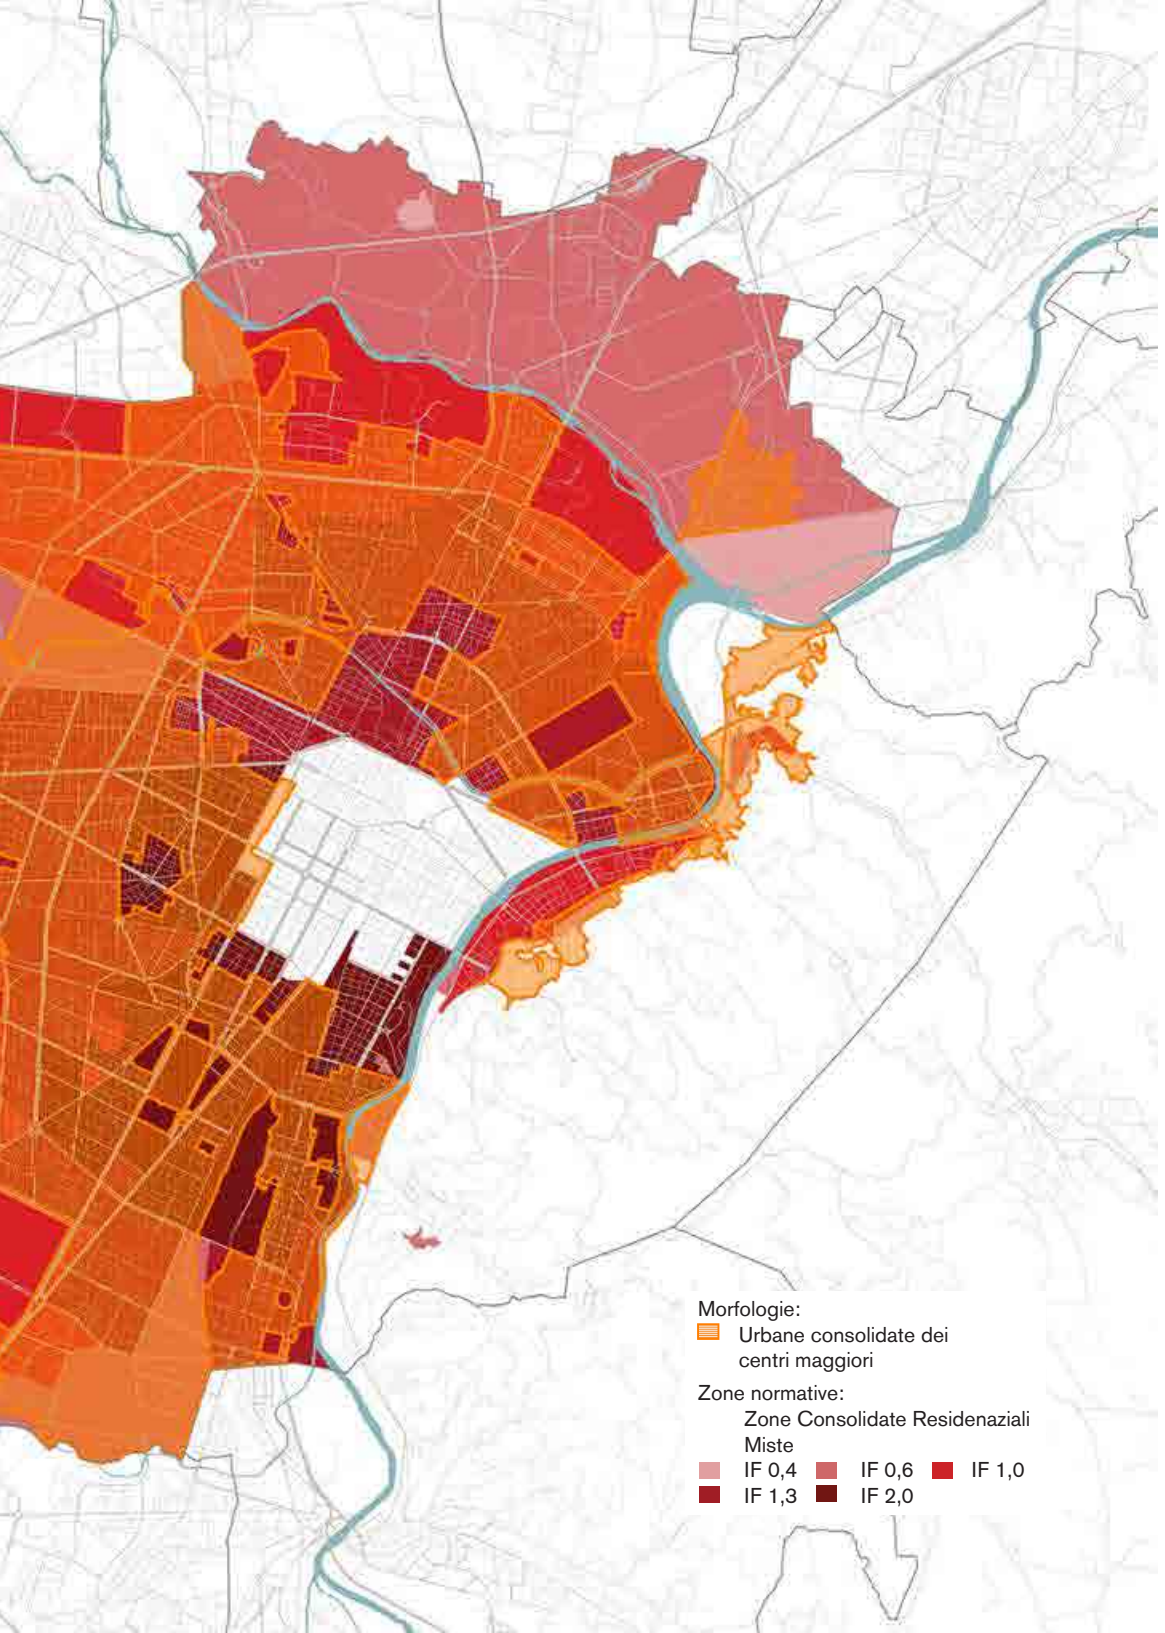 Morfologie:
Urbane consolidate dei
centri maggiori
Zone normative:
Zone Consolidate Residenaziali
Miste
IF 0,4 IF 0,6 IF 1,0
IF 1,3 IF 2,0